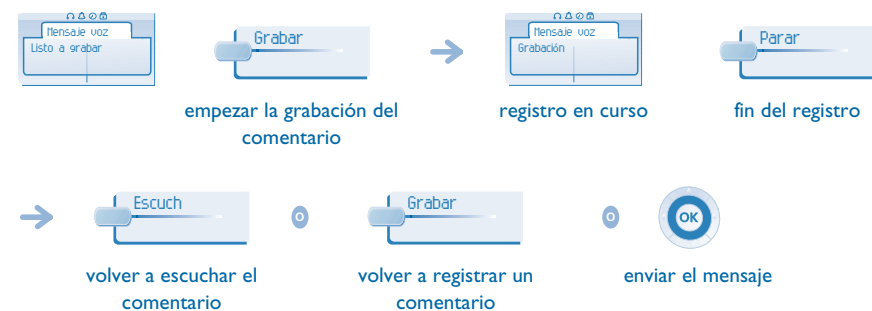 Mensaje voz
Listo a grabar
Grabar
empezar la grabación del
comentario
Mensaje voz
Grabación
registro en curso
Parar
fin del registro
Escuch
volver a escuchar el
comentario
O
Grabar
volver a registrar un
comentario
O
OK
enviar el mensaje